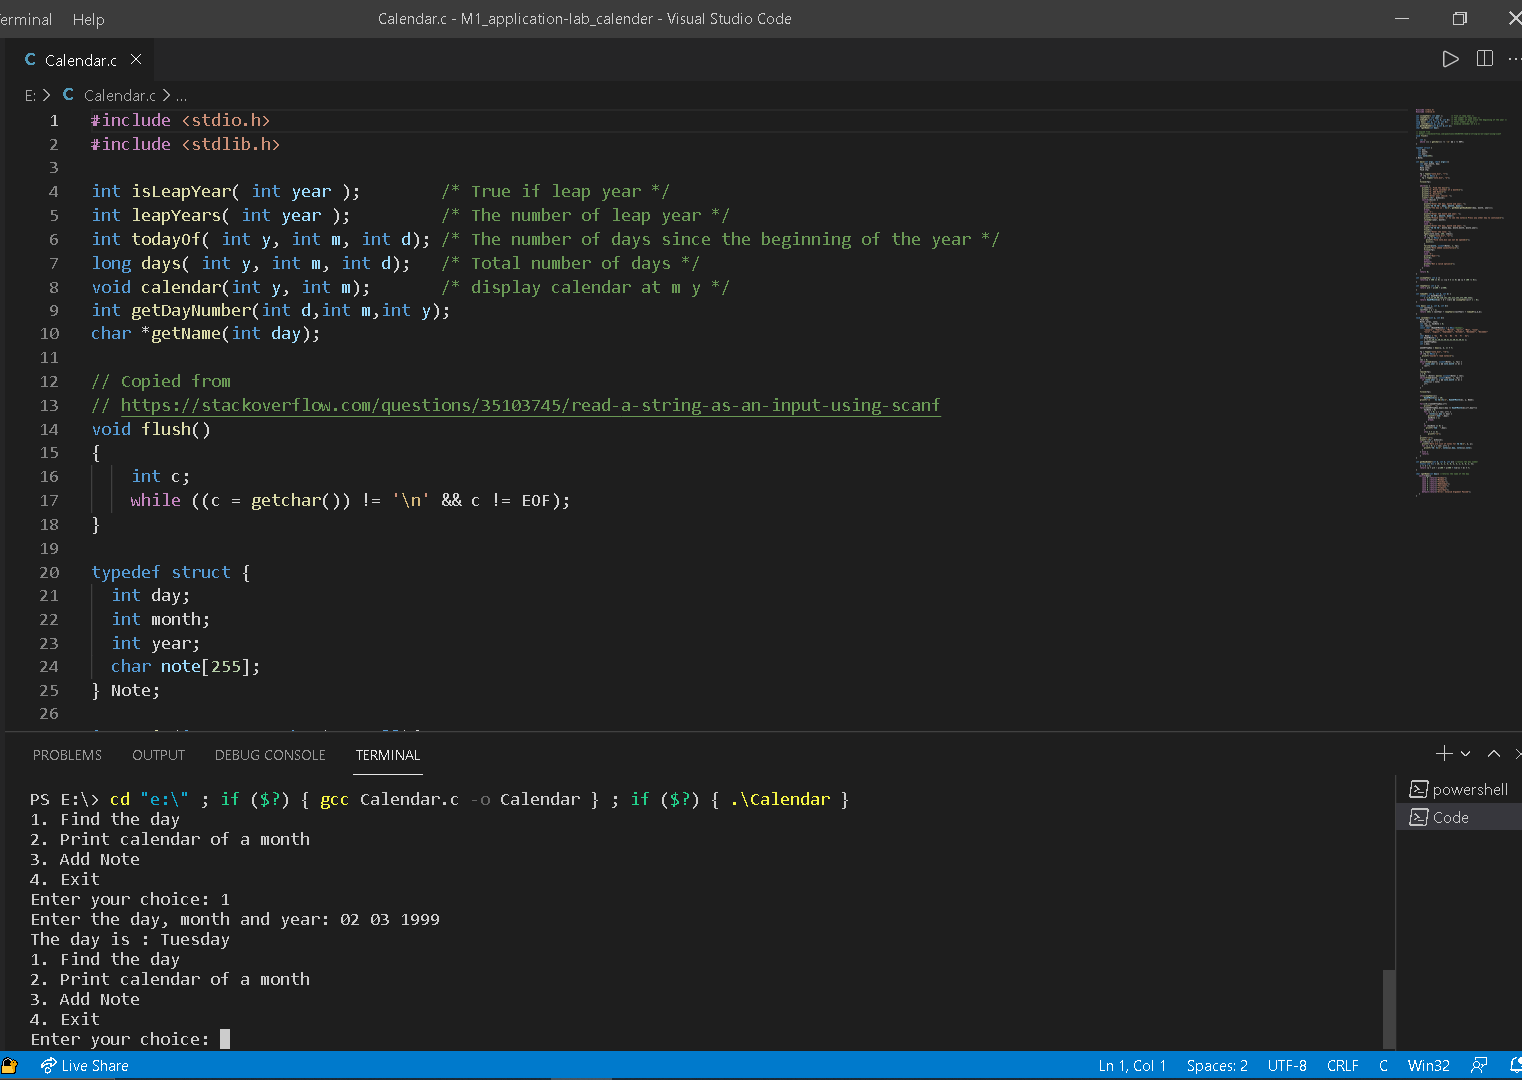 erminal Help Calendar.c - M1_application-lab_calender - Visual Studio Code
C Calendar.c
E: > C Calendar.c > ...
1 #include <stdio.h>
2 #include <stdlib.h>
3
4 int isLeapYear( int year ); /* True if leap year */
5 int leapYears( int year ); /* The number of leap year */
6 int todayOf( int y, int m, int d); /* The number of days since the beginning of the year */
7 long days( int y, int m, int d); /* Total number of days */
8 void calendar(int y, int m); /* display calendar at m y */
9 int getDayNumber(int d,int m,int y);
10 char *getName(int day);
11
12 // Copied from
13 // https://stackoverflow.com/questions/35103745/read-a-string-as-an-input-using-scanf
14 void flush()
15 {
16 int c;
17 while ((c = getchar()) != '\n' && c != EOF);
18 }
19
20 typedef struct {
21 int day;
22 int month;
23 int year;
24 char note[255];
25 } Note;
26
PROBLEMS OUTPUT DEBUG CONSOLE TERMINAL
PS E:\> cd "e:\" ; if ($?) { gcc Calendar.c -o Calendar } ; if ($?) { .\Calendar }
1. Find the day
2. Print calendar of a month
3. Add Note
4. Exit
Enter your choice: 1
Enter the day, month and year: 02 03 1999
The day is : Tuesday
1. Find the day
2. Print calendar of a month
3. Add Note
4. Exit
Enter your choice:
powershell
Code
Live Share Ln 1, Col 1 Spaces: 2 UTF-8 CRLF C Win32